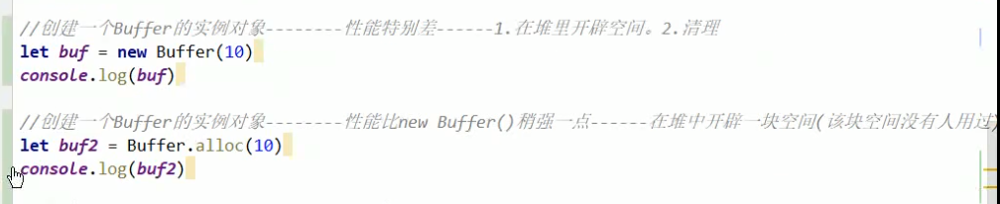 //创建一个Buffer的实例对象--------性能特别差------1.在堆里开辟空间。2.清理
let buf = new Buffer(10)
console.log(buf)
//创建一个Buffer的实例对象--------性能比new Buffer()稍强一点------在堆中开辟一块空间(该块空间没有人用过)
let buf2 = Buffer.alloc(10)
console.log(buf2)